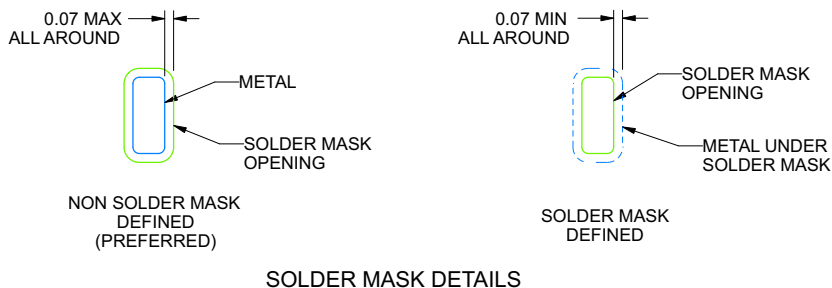 0.07 MAX
ALL AROUND
METAL
SOLDER MASK
OPENING
NON SOLDER MASK
DEFINED
(PREFERRED)
0.07 MIN
ALL AROUND
SOLDER MASK
OPENING
METAL UNDER
SOLDER MASK
SOLDER MASK
DEFINED
SOLDER MASK DETAILS